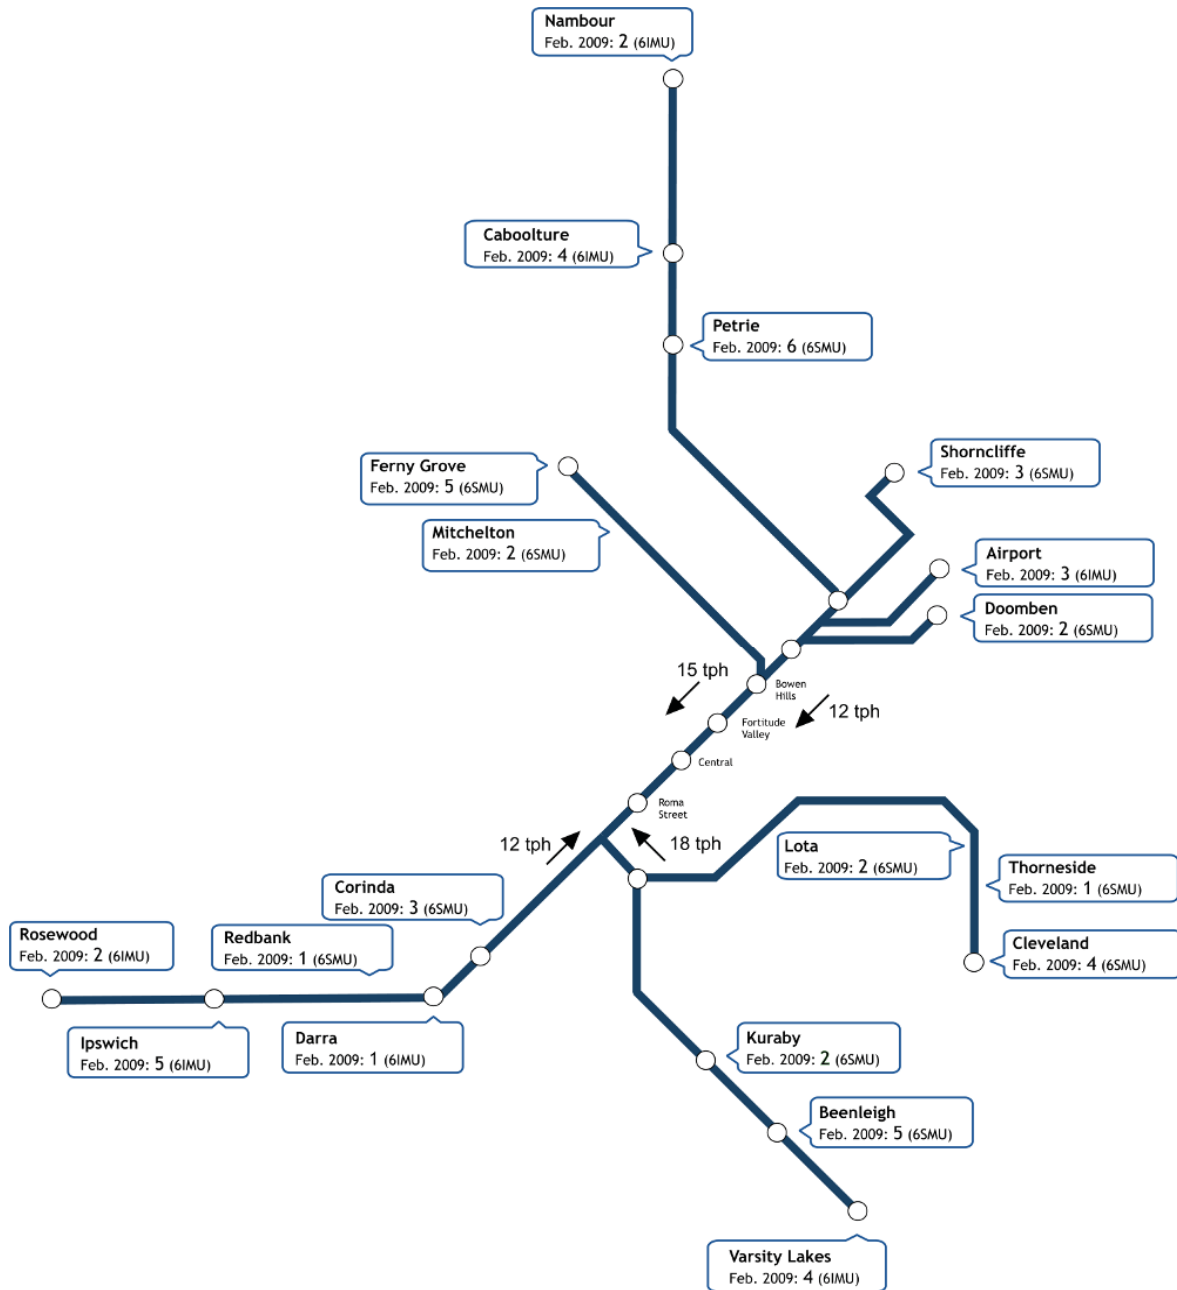 Nambour
Feb. 2009: 2 (6IMU)
Caboolture
Feb. 2009: 4 (6IMU)
Petrie
Feb. 2009: 6 (6SMU)
Ferny Grove
Feb. 2009: 5 (6SMU)
Shorncliffe
Feb. 2009: 3 (6SMU)
Mitchelton
Feb. 2009: 2 (6SMU)
Airport
Feb. 2009: 3 (6IMU)
Doomben
Feb. 2009: 2 (6SMU)
15 tph
Bowen
Hills
12 tph
Fortitude
Valley
Central
Roma
Street
12 tph
18 tph
Lota
Feb. 2009: 2 (6SMU)
Thorneside
Feb. 2009: 1 (6SMU)
Corinda
Feb. 2009: 3 (6SMU)
Rosewood
Feb. 2009: 2 (6IMU)
Redbank
Feb. 2009: 1 (6SMU)
Cleveland
Feb. 2009: 4 (6SMU)
Ipswich
Feb. 2009: 5 (6IMU)
Darra
Feb. 2009: 1 (6IMU)
Kuraby
Feb. 2009: 2 (6SMU)
Beenleigh
Feb. 2009: 5 (6SMU)
Varsity Lakes
Feb. 2009: 4 (6IMU)